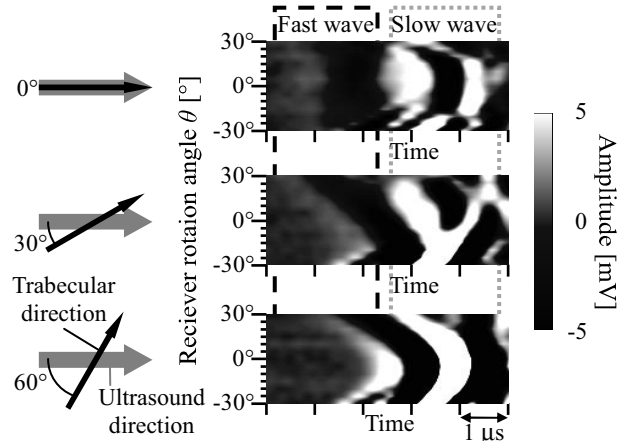 Fast wave
Slow wave
Reciever rotaion angle θ [°]
30°
0°
-30°
0°
Time
30°
0°
-30°
30°
Time
Trabecular
direction
60°
Ultrasound
direction
30°
0°
-30°
Time
1 μs
5
0
-5
Amplitude [mV]